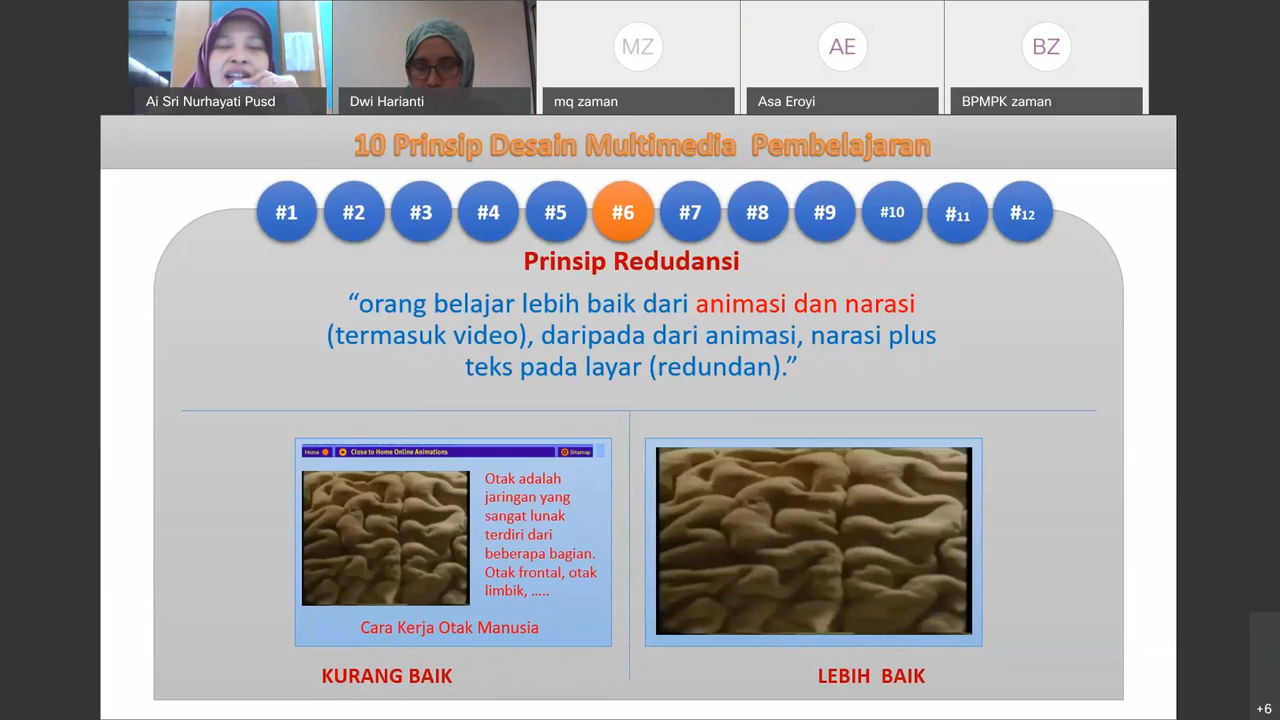 MZ
AE
BZ
Ai Sri Nurhayati Pusd
Dwi Harianti
mq zaman
Asa Eroyi
BPMPK zaman
10 Prinsip Desain Multimedia Pembelajaran
#1
#2
#3
#4
#5
#6
#7
#8
#9
#10
#11
#12
Prinsip Redudansi
“orang belajar lebih baik dari animasi dan narasi
(termasuk video), daripada dari animasi, narasi plus
teks pada layar (redundan).”
Home
Close to Home Online Animations
Sitemap
Otak adalah
jaringan yang
sangat lunak
terdiri dari
beberapa bagian.
Otak frontal, otak
limbik, .....
Cara Kerja Otak Manusia
KURANG BAIK
LEBIH BAIK
+6